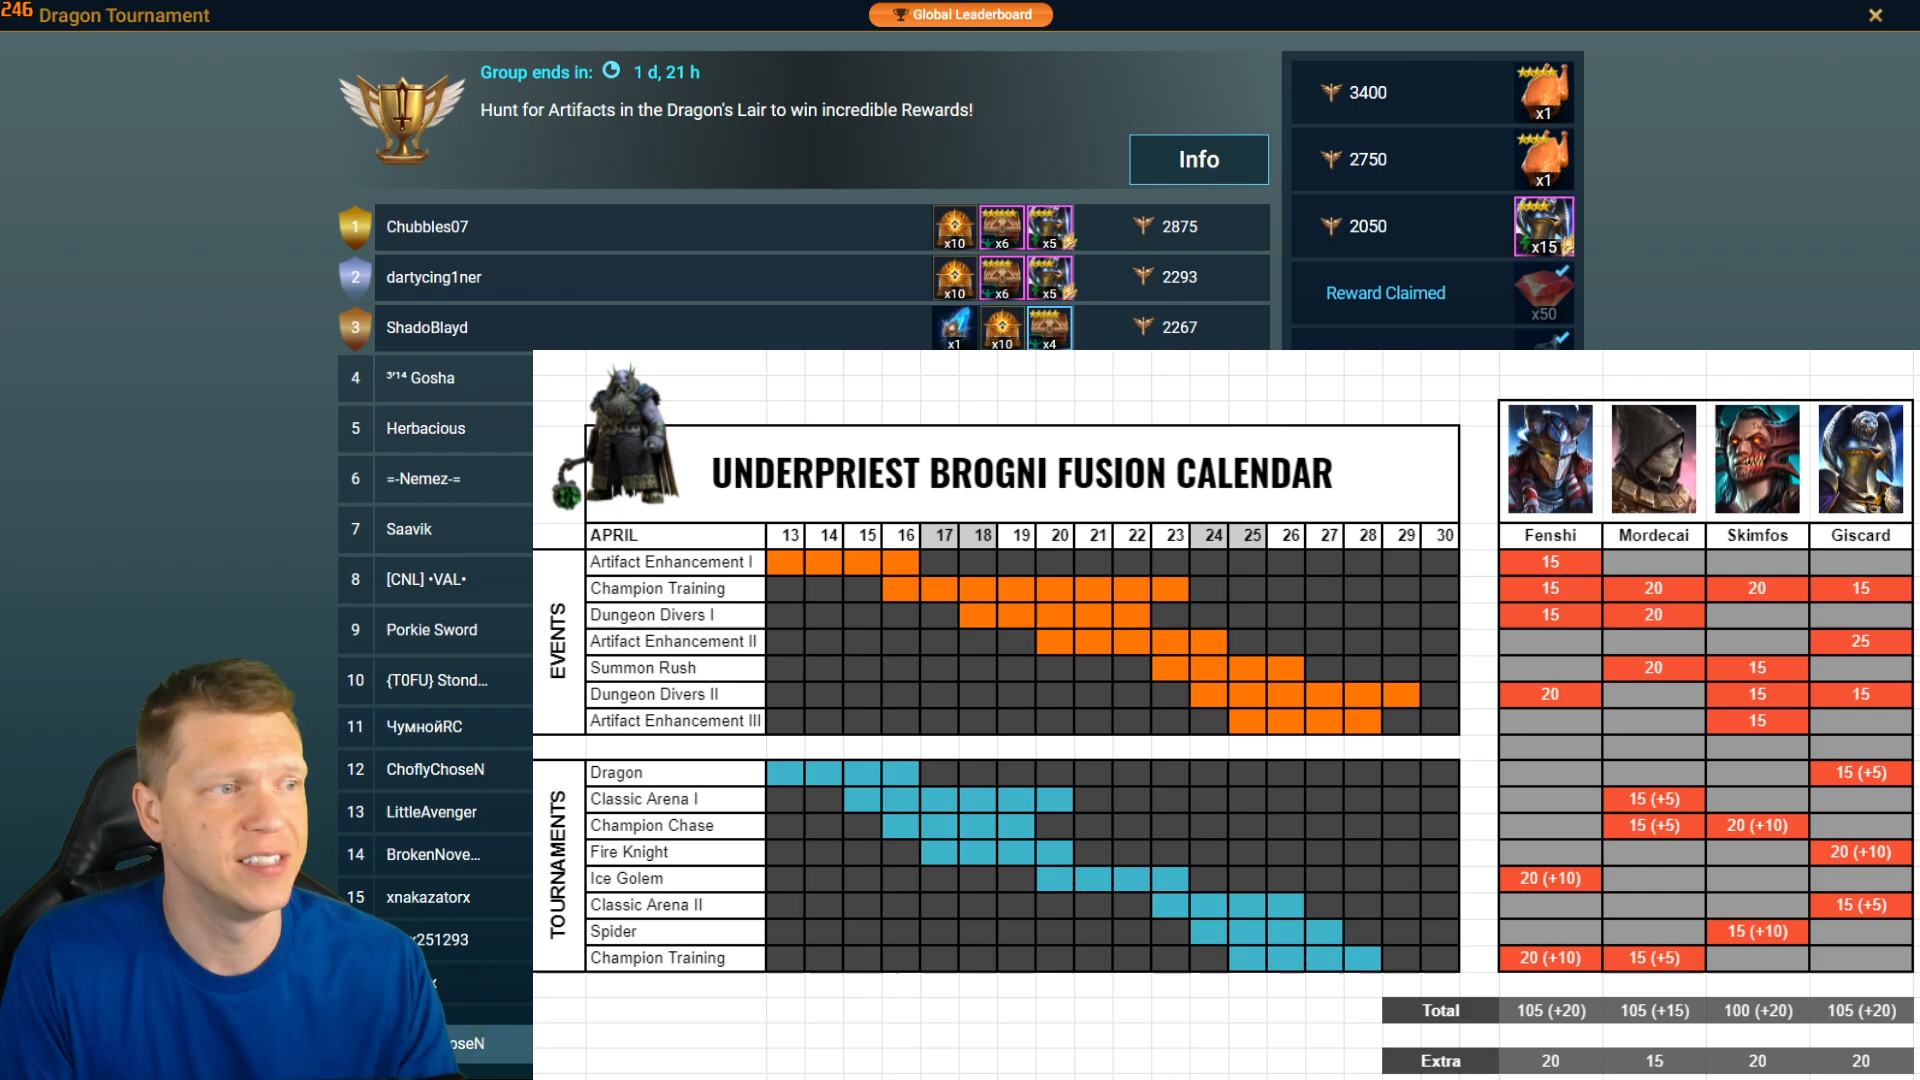 246 Dragon Tournament
Global Leaderboard
Group ends in: 1 d, 21 h
Hunt for Artifacts in the Dragon's Lair to win incredible Rewards!
Info
3400
x1
2750
x1
2050
x15
Reward Claimed
x50
1 Chubbles07 x10 x6 x5 2875
2 dartycing1ner x10 x6 x5 2293
3 ShadoBlayd x1 x10 x4 2267
4 ³'¹⁴ Gosha
5 Herbacious
6 =-Nemez-=
7 Saavik
8 [CNL] •VAL•
9 Porkie Sword
10 {T0FU} Stond...
11 ЧумнойRC
12 ChoflyChoseN
13 LittleAvenger
14 BrokenNove...
15 xnakazatorx
251293
oseN
UNDERPRIEST BROGNI FUSION CALENDAR
APRIL 13 14 15 16 17 18 19 20 21 22 23 24 25 26 27 28 29 30 Fenshi Mordecai Skimfos Giscard
EVENTS
Artifact Enhancement I 15
Champion Training 15 20 20 15
Dungeon Divers I 15 20
Artifact Enhancement II 25
Summon Rush 20 15
Dungeon Divers II 20 15 15
Artifact Enhancement III 15
TOURNAMENTS
Dragon 15 (+5)
Classic Arena I 15 (+5)
Champion Chase 15 (+5) 20 (+10)
Fire Knight 20 (+10)
Ice Golem 20 (+10)
Classic Arena II 15 (+5)
Spider 15 (+10)
Champion Training 20 (+10) 15 (+5)
Total 105 (+20) 105 (+15) 100 (+20) 105 (+20)
Extra 20 15 20 20